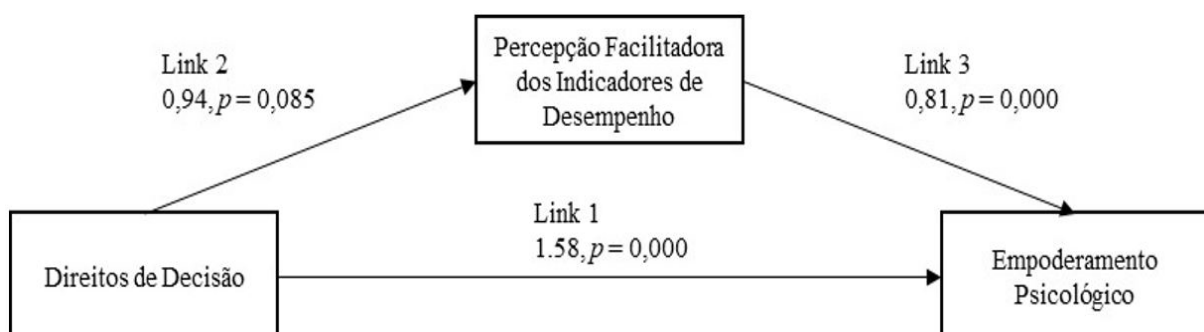 Percepção Facilitadora
dos Indicadores de
Desempenho
Link 2
0,94, p = 0,085
Link 3
0,81, p = 0,000
Link 1
1.58, p = 0,000
Direitos de Decisão
Empoderamento
Psicológico